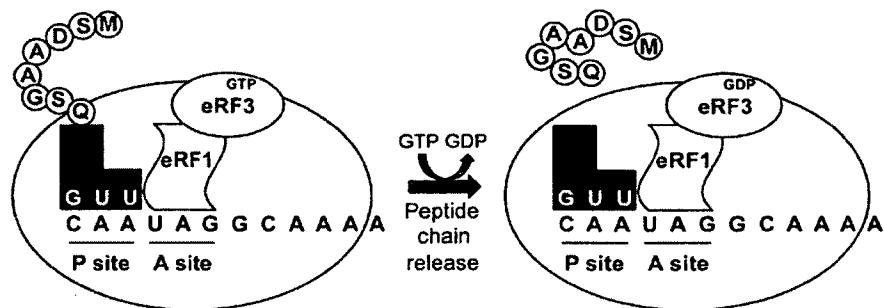 A A D S M
A
G S Q
GTP
eRF3
eRF1
G U U
C A A U A G G C A A A A
P site A site
GTP GDP
Peptide
chain
release
A A D S M
G S Q
GDP
eRF3
eRF1
G U U
C A A U A G G C A A A A
P site A site